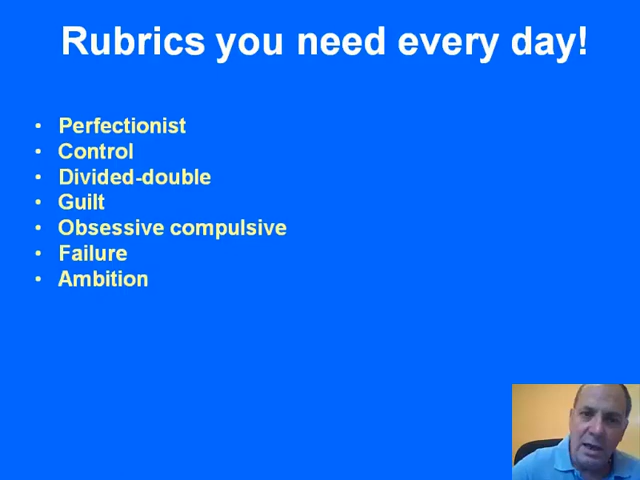 Rubrics you need every day!
• Perfectionist
• Control
• Divided-double
• Guilt
• Obsessive compulsive
• Failure
• Ambition